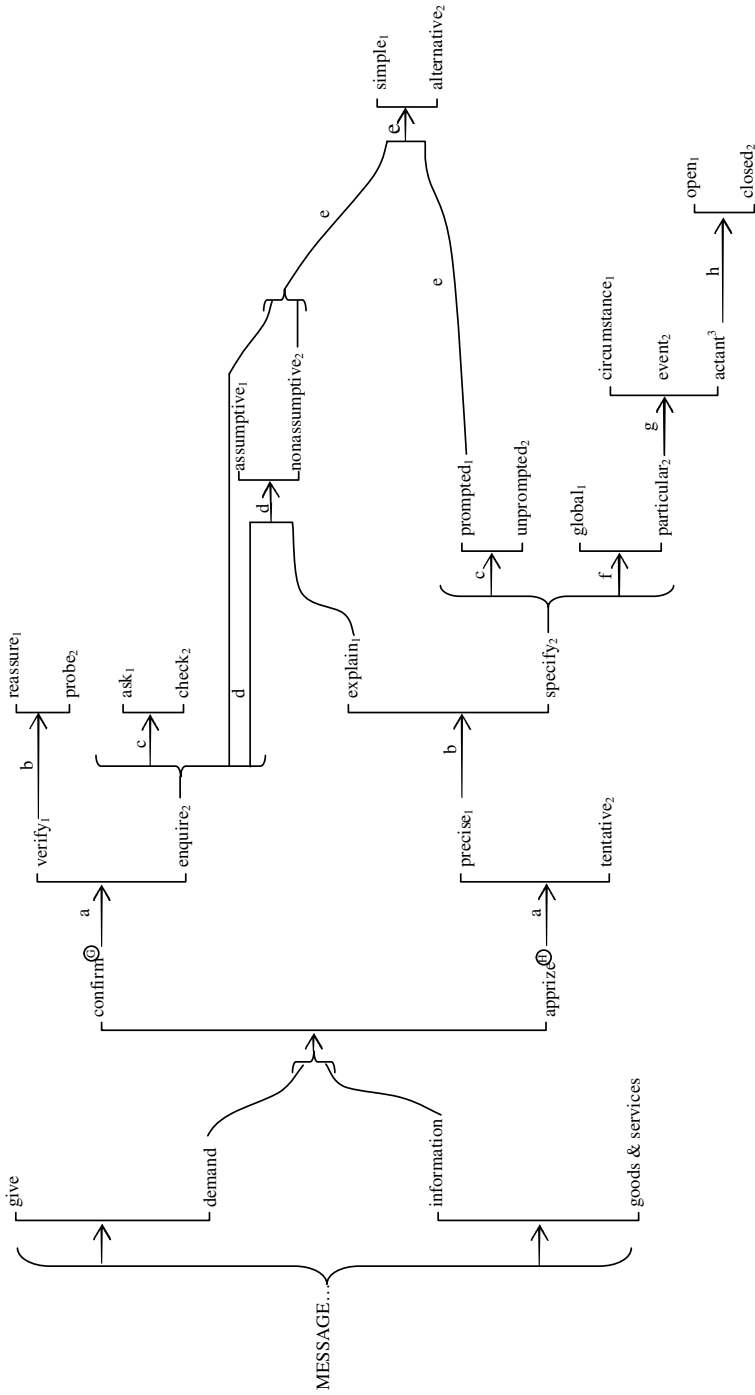 MESSAGE…
give
demand
information
goods & services
confirm Ⓖ
apprize Ⓗ
a
verify₁
enquire₂
a
precise₁
tentative₂
b
reassure₁
probe₂
c
ask₁
check₂
d
b
explain₁
specify₂
d
assumptive₁
nonassumptive₂
c
prompted₁
unprompted₂
f
global₁
particular₂
g
circumstance₁
event₂
actant³
h
open₁
closed₂
e
e
e
simple₁
alternative₂